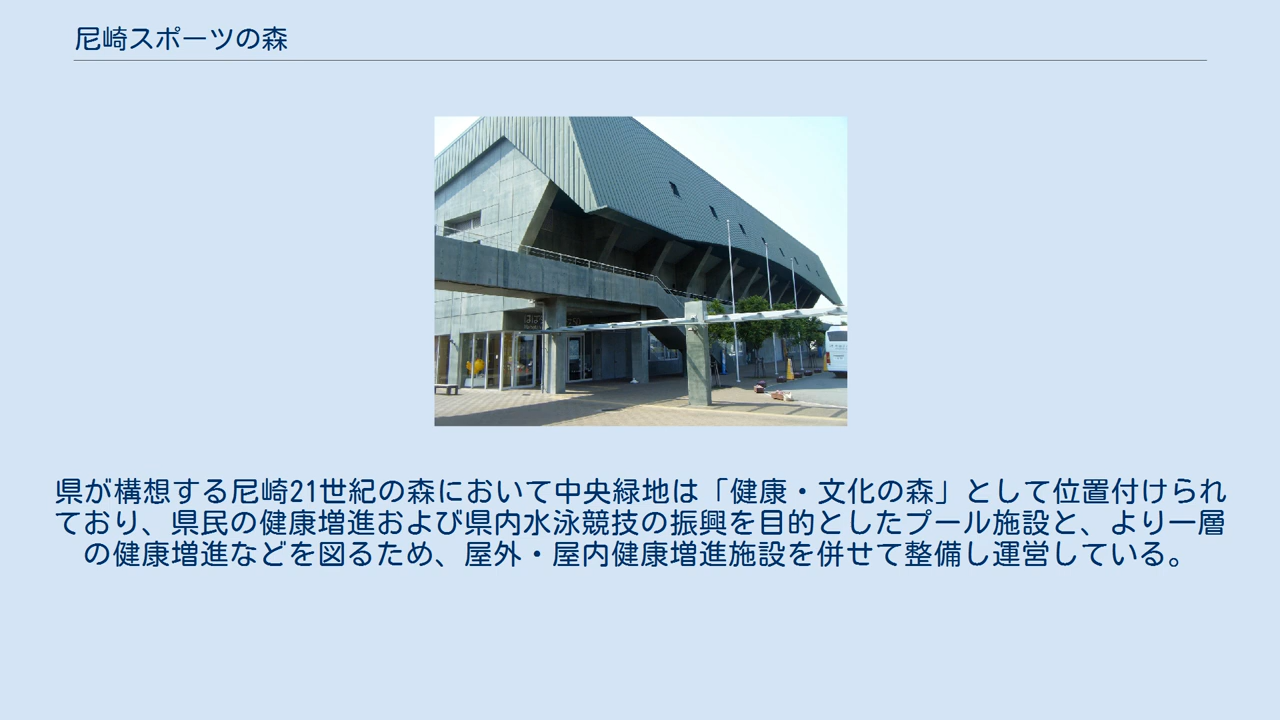 尼崎スポーツの森
県が構想する尼崎21世紀の森において中央緑地は「健康・文化の森」として位置付けられ
ており、県民の健康増進および県内水泳競技の振興を目的としたプール施設と、より一層
の健康増進などを図るため、屋外・屋内健康増進施設を併せて整備し運営している。